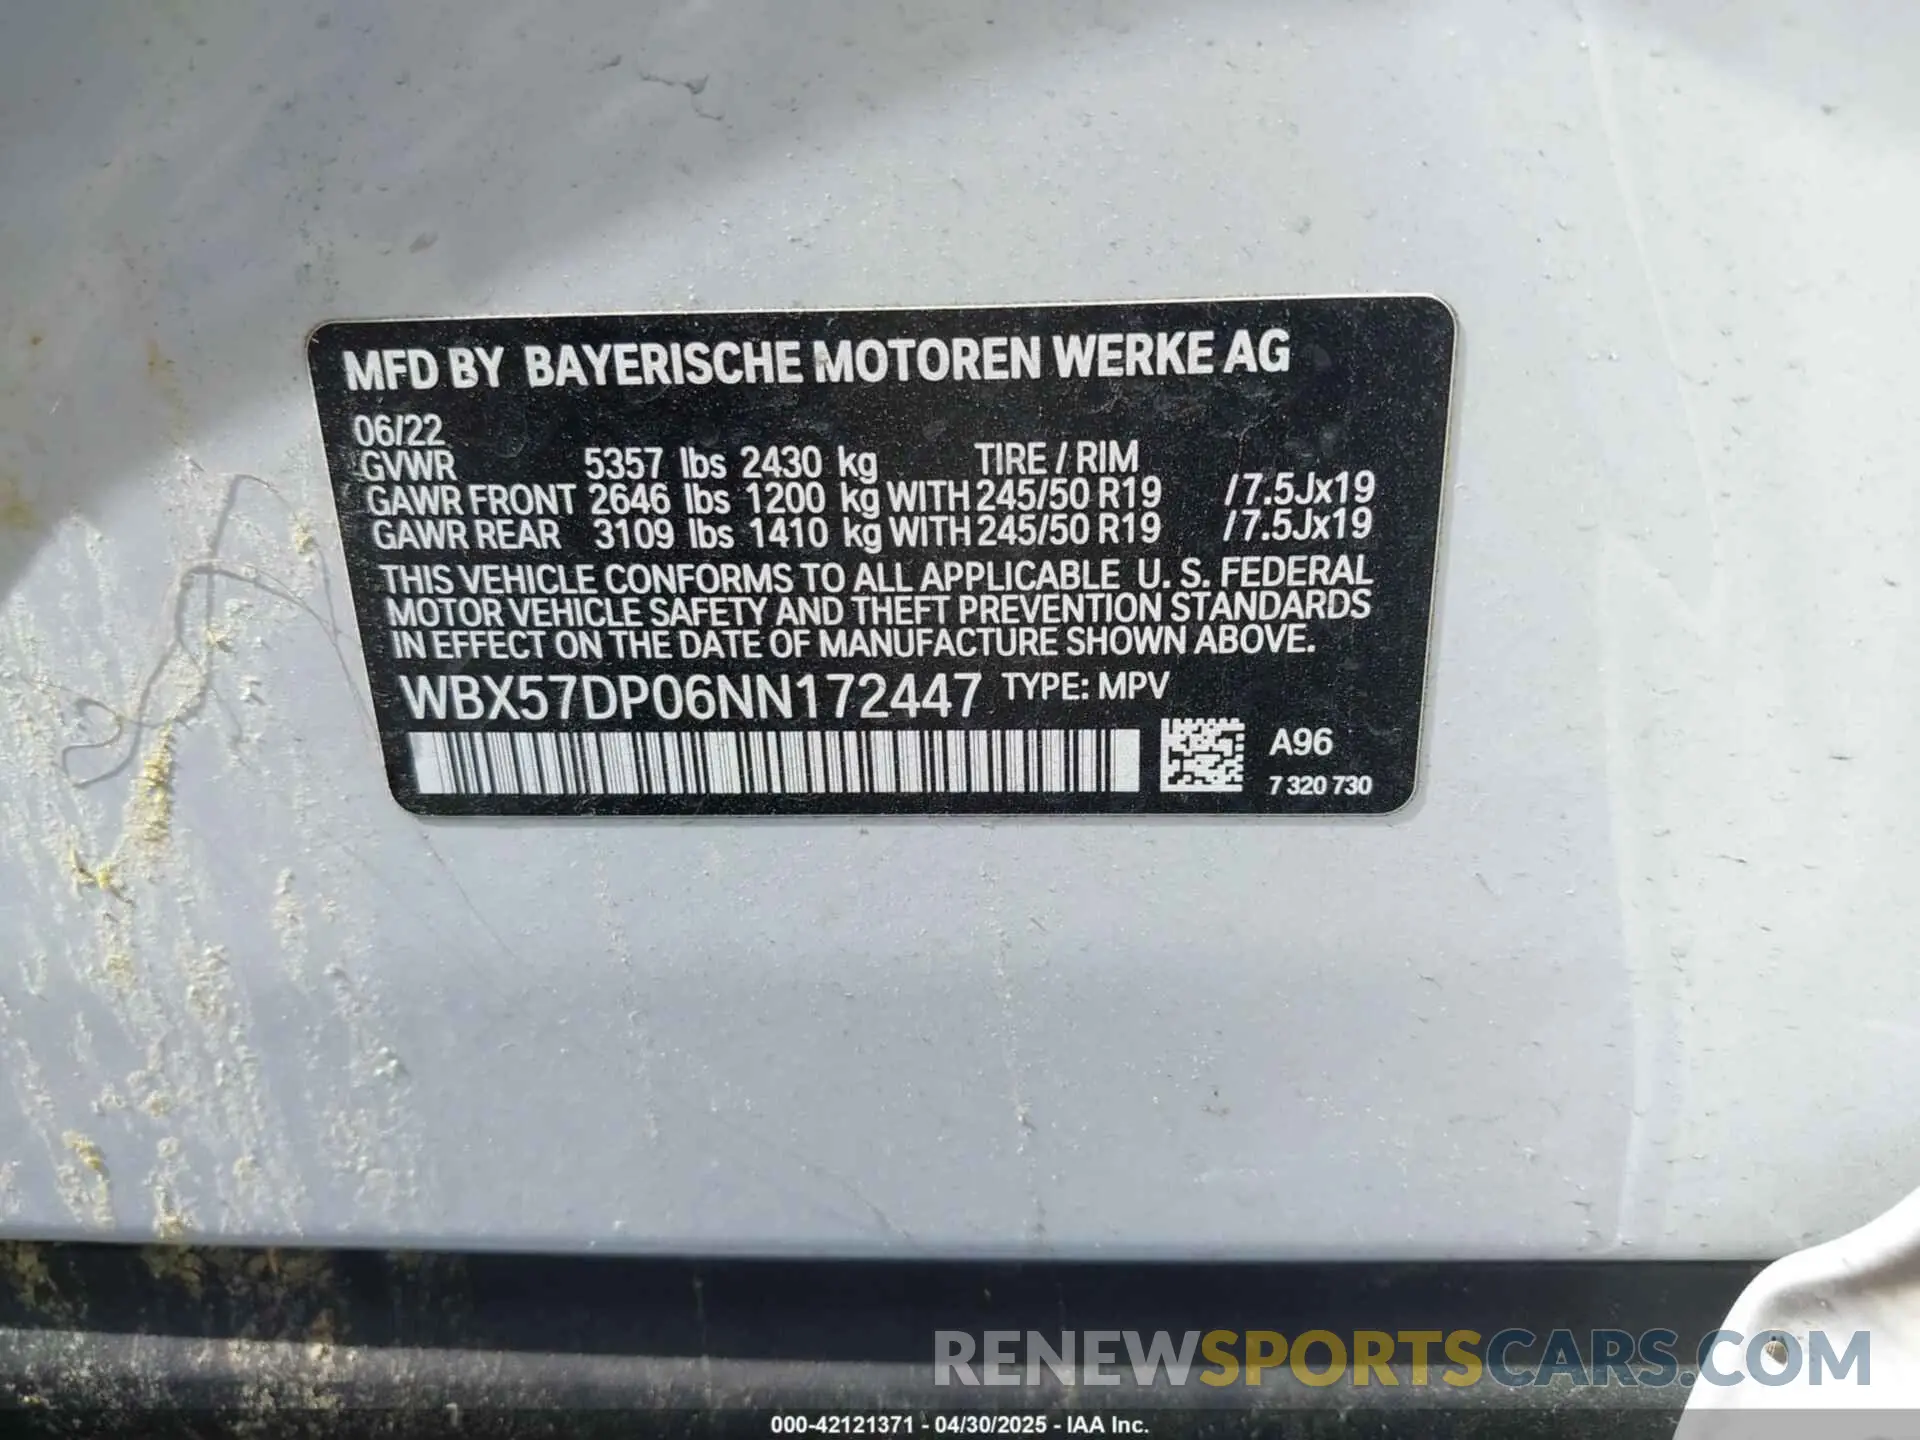 MFD BY BAYERISCHE MOTOREN WERKE AG
06/22
GVWR 5357 lbs 2430 kg TIRE / RIM
GAWR FRONT 2646 lbs 1200 kg WITH 245/50 R19 /7.5Jx19
GAWR REAR 3109 lbs 1410 kg WITH 245/50 R19 /7.5Jx19
THIS VEHICLE CONFORMS TO ALL APPLICABLE U. S. FEDERAL
MOTOR VEHICLE SAFETY AND THEFT PREVENTION STANDARDS
IN EFFECT ON THE DATE OF MANUFACTURE SHOWN ABOVE.
WBX57DP06NN172447 TYPE: MPV
A96
7 320 730
RENEWSPORTSCARS.COM
000-42121371 - 04/30/2025 - IAA Inc.